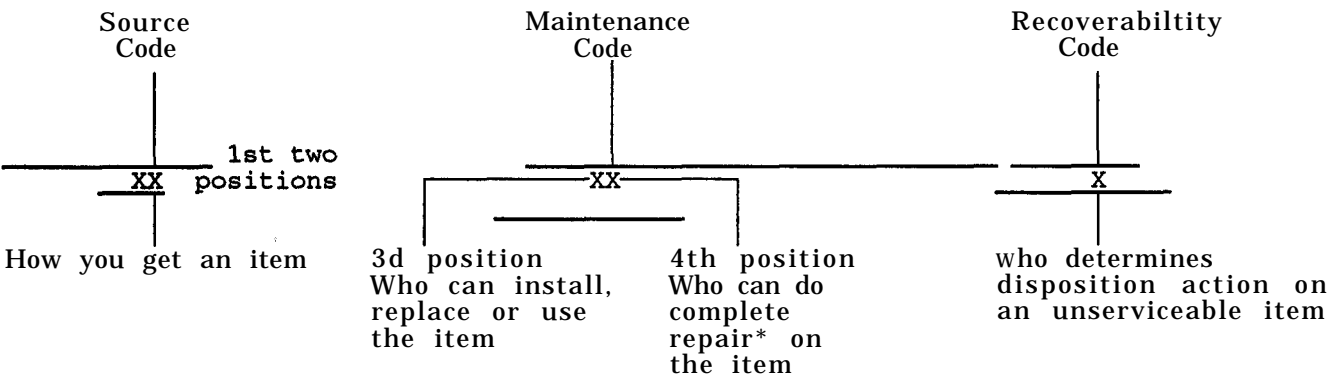 Source
Code
Maintenance
Code
Recoverabiltity
Code
1st two
XX positions
XX
X
How you get an item
3d position
Who can install,
replace or use
the item
4th position
Who can do
complete
repair* on
the item
who determines
disposition action on
an unserviceable item